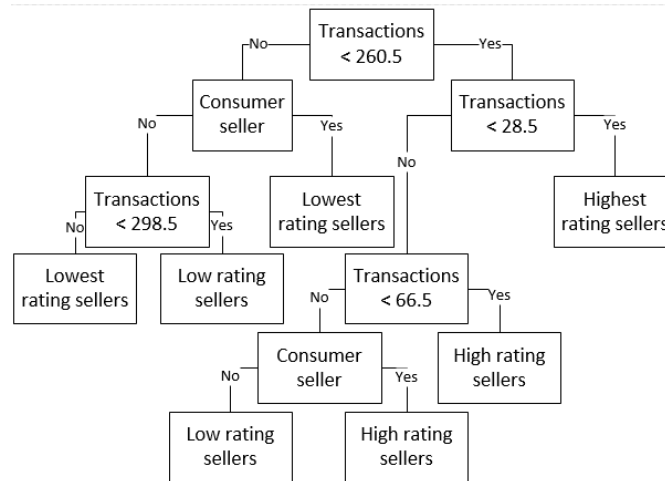 Transactions
< 260.5
No
Yes
Consumer
seller
Transactions
< 28.5
No
Yes
No
Yes
Transactions
< 298.5
Lowest
rating sellers
Highest
rating sellers
No
Yes
Lowest
rating sellers
Low rating
sellers
Transactions
< 66.5
No
Yes
Consumer
seller
High rating
sellers
No
Yes
Low rating
sellers
High rating
sellers